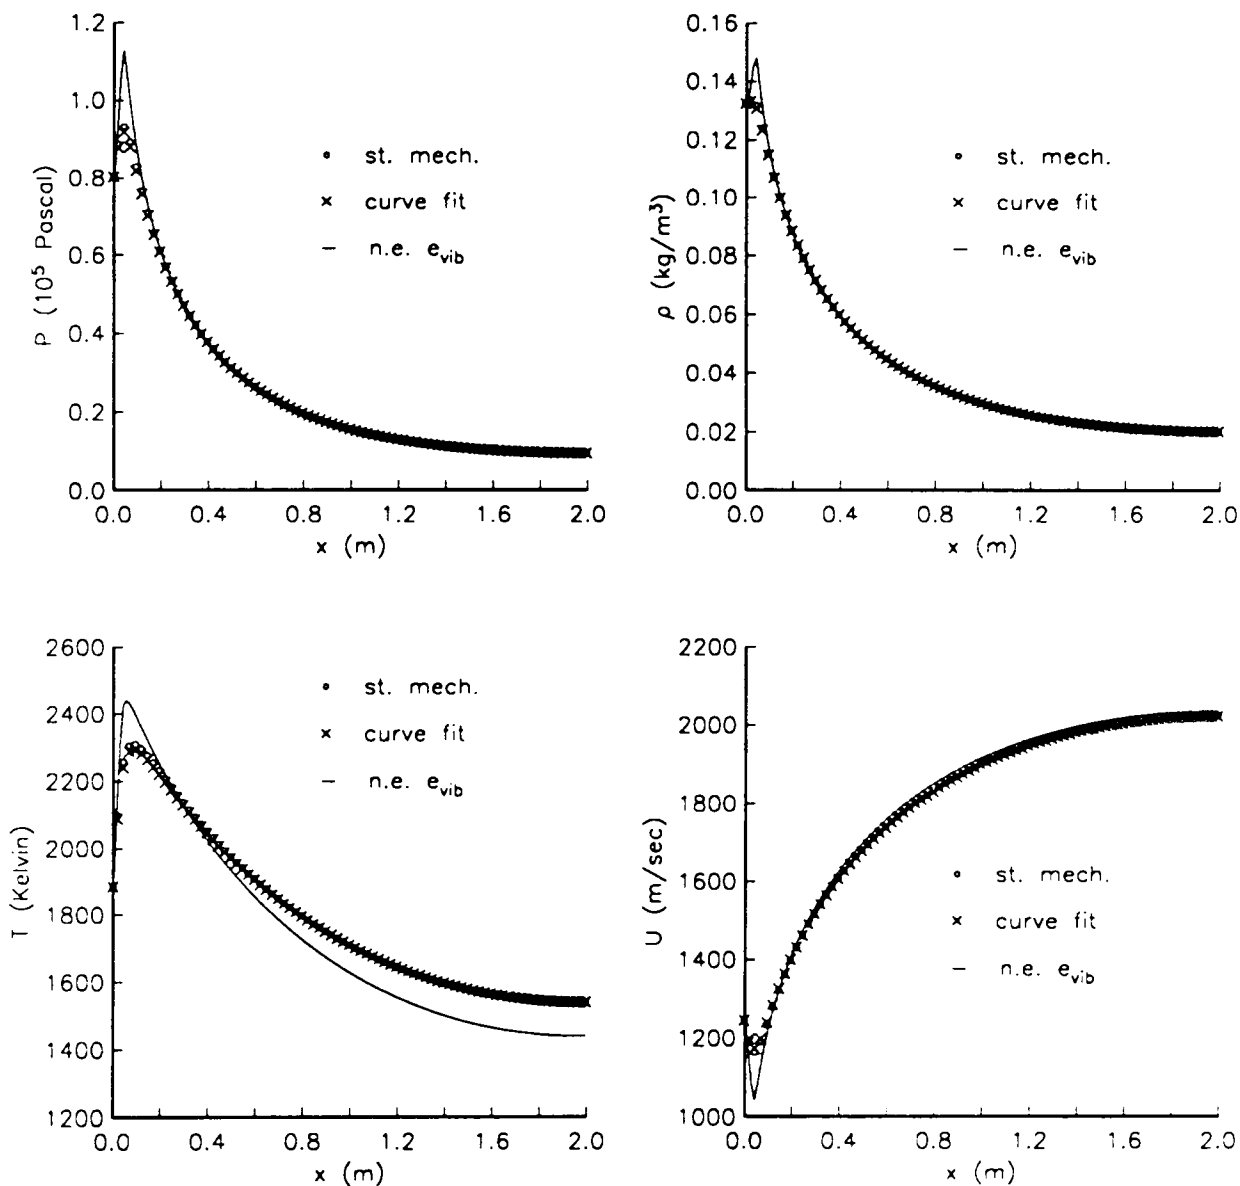 1.2
1.0
0.8
0.6
0.4
0.2
0.0
P (10⁵ Pascal)
st. mech.
curve fit
n.e. e_vib
0.0 0.4 0.8 1.2 1.6 2.0
x (m)
0.16
0.14
0.12
0.10
0.08
0.06
0.04
0.02
0.00
ρ (kg/m³)
st. mech.
curve fit
n.e. e_vib
0.0 0.4 0.8 1.2 1.6 2.0
x (m)
2600
2400
2200
2000
1800
1600
1400
1200
T (Kelvin)
st. mech.
curve fit
n.e. e_vib
0.0 0.4 0.8 1.2 1.6 2.0
x (m)
2200
2000
1800
1600
1400
1200
1000
U (m/sec)
st. mech.
curve fit
n.e. e_vib
0.0 0.4 0.8 1.2 1.6 2.0
x (m)